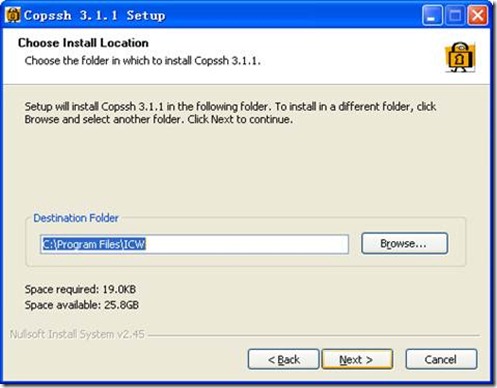 Copssh 3.1.1 Setup
Choose Install Location
Choose the folder in which to install Copssh 3.1.1.
Setup will install Copssh 3.1.1 in the following folder. To install in a different folder, click
Browse and select another folder. Click Next to continue.
Destination Folder
C:\Program Files\ICW
Browse...
Space required: 19.0KB
Space available: 25.8GB
Nullsoft Install System v2.45
< Back
Next >
Cancel